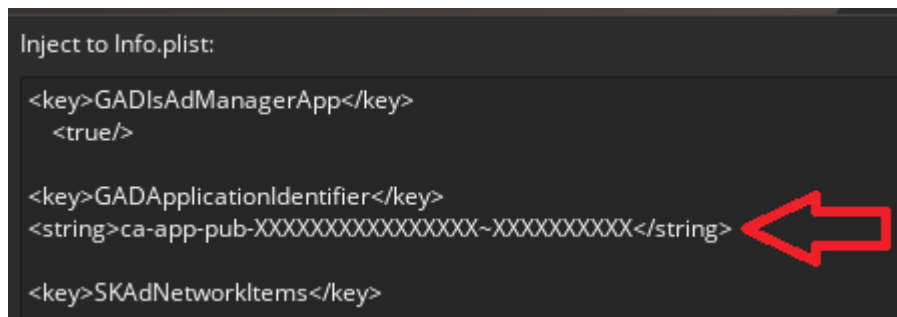 Inject to Info.plist:
<key>GADIsAdManagerApp</key>
<true/>
<key>GADApplicationIdentifier</key>
<string>ca-app-pub-XXXXXXXXXXXXXXXX~XXXXXXXXXX</string>
<key>SKAdNetworkItems</key>